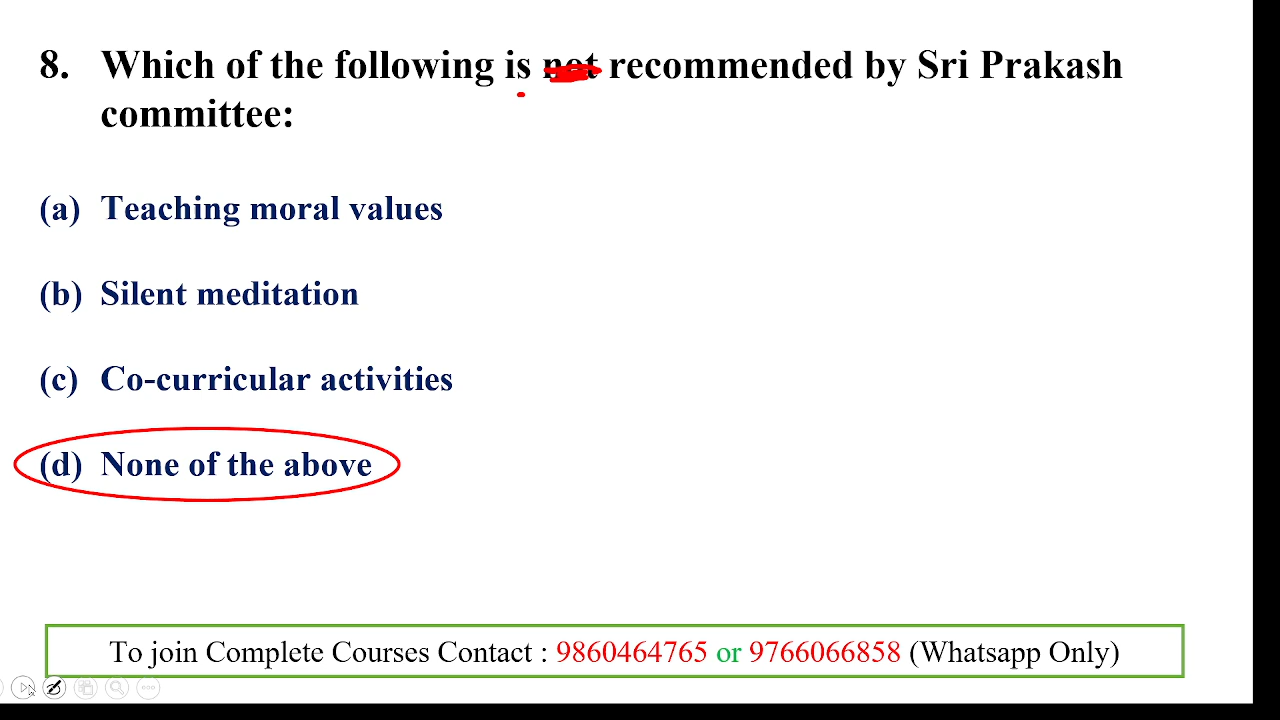 8. Which of the following is not recommended by Sri Prakash
committee:
(a) Teaching moral values
(b) Silent meditation
(c) Co-curricular activities
(d) None of the above
To join Complete Courses Contact : 9860464765 or 9766066858 (Whatsapp Only)